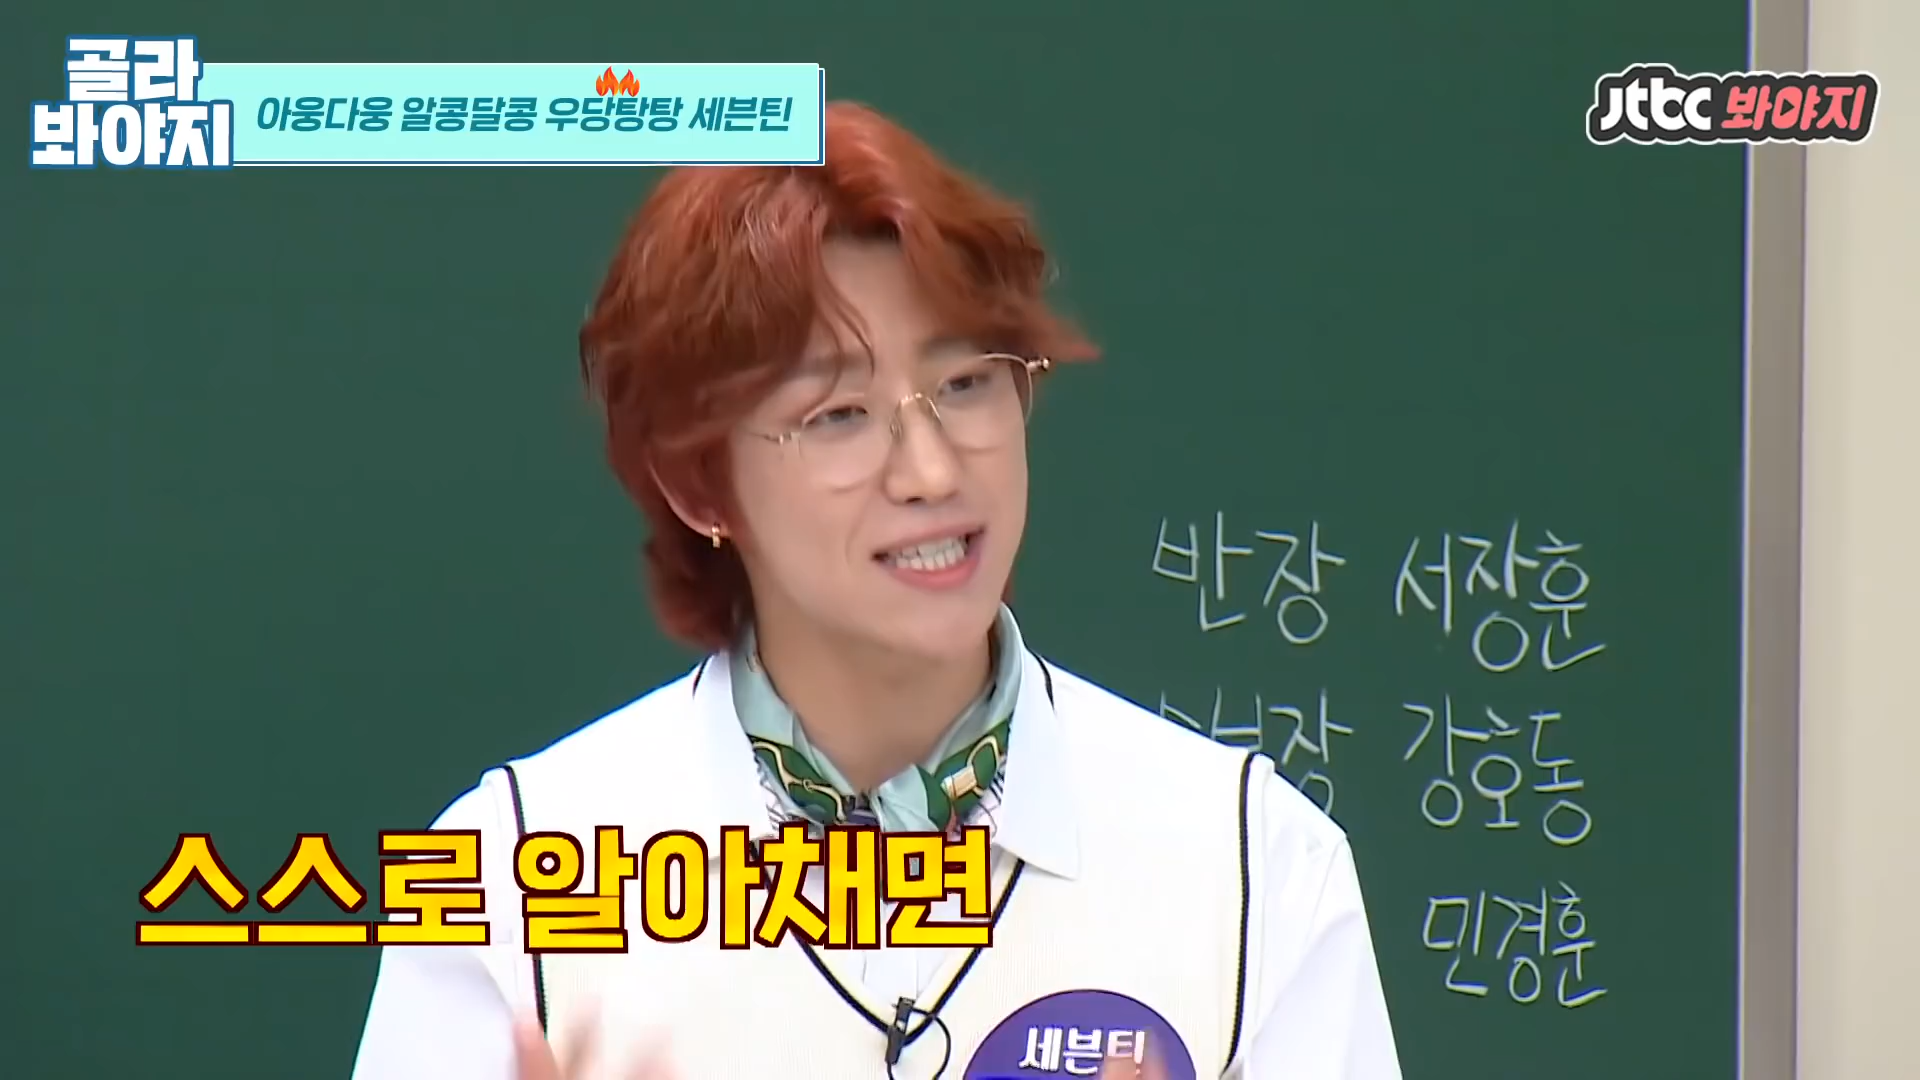 골라
봐야지
아웅다웅 알콩달콩 우당탕탕 세븐틴
jtbc 봐야지
반장 서장훈
강호동
민경훈
스스로 알아채면
세븐틴